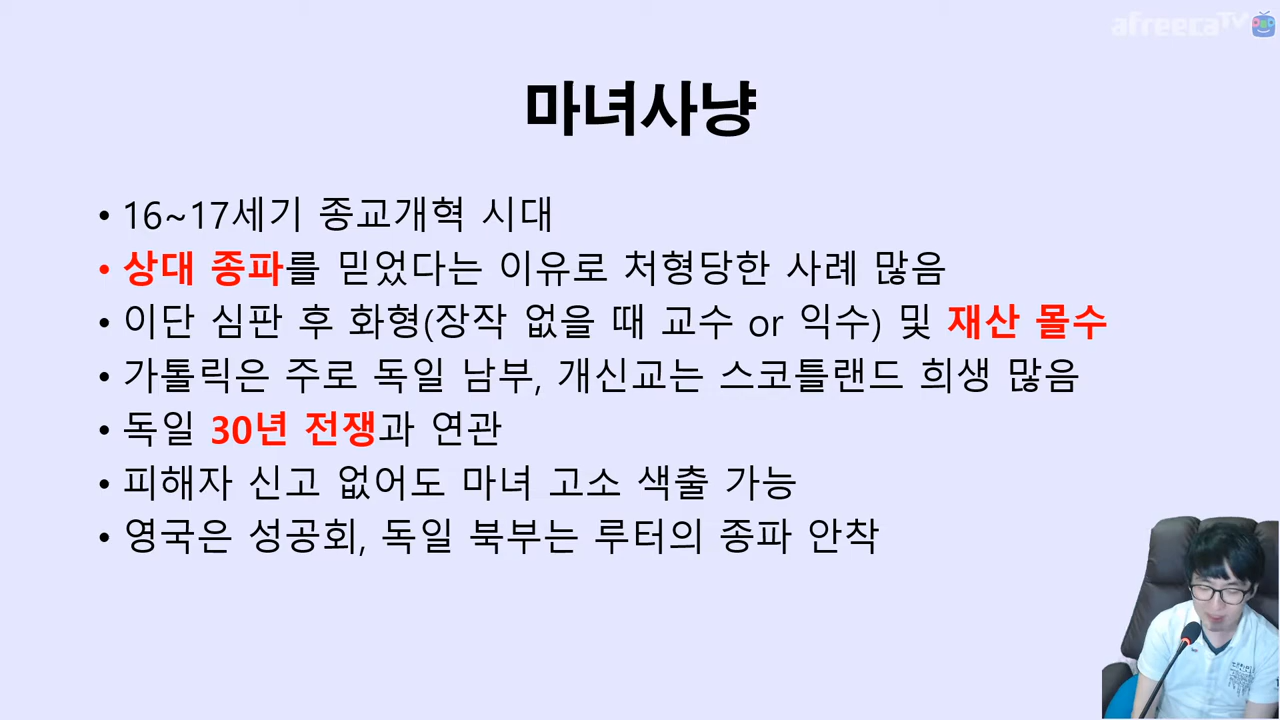 afreecaTV
마녀사냥
• 16~17세기 종교개혁 시대
• 상대 종파를 믿었다는 이유로 처형당한 사례 많음
• 이단 심판 후 화형(장작 없을 때 교수 or 익수) 및 재산 몰수
• 가톨릭은 주로 독일 남부, 개신교는 스코틀랜드 희생 많음
• 독일 30년 전쟁과 연관
• 피해자 신고 없어도 마녀 고소 색출 가능
• 영국은 성공회, 독일 북부는 루터의 종파 안착